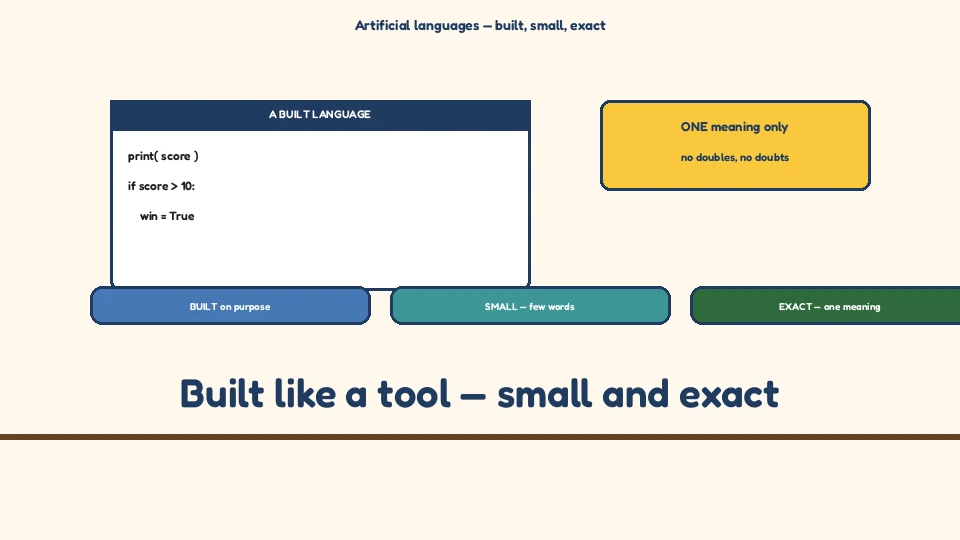 Artificial languages — built, small, exact
A BUILT LANGUAGE
print( score )
if score > 10:
win = True
ONE meaning only
no doubles, no doubts
BUILT on purpose
SMALL — few words
EXACT — one meaning
Built like a tool — small and exact